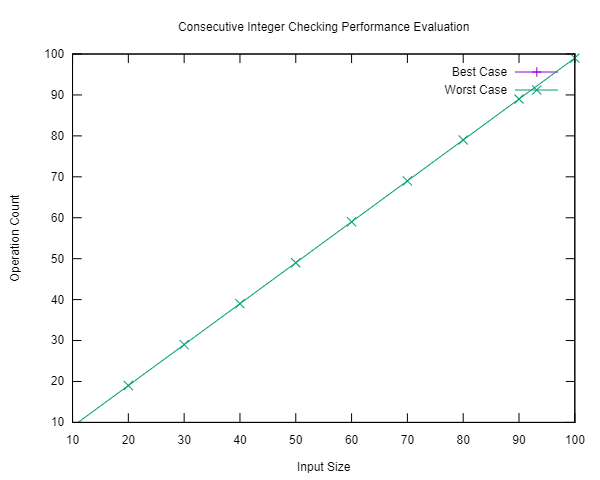 Consecutive Integer Checking Performance Evaluation
100
90
80
70
60
50
40
30
20
10
Operation Count
Best Case
Worst Case
10 20 30 40 50 60 70 80 90 100
Input Size